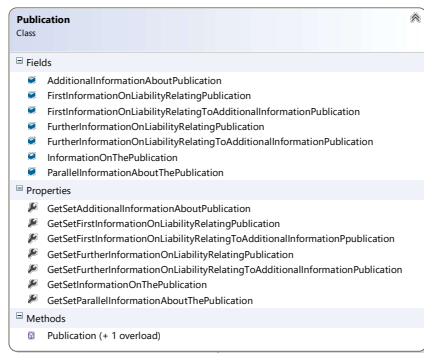 Publication
Class
Fields
AdditionalInformationAboutPublication
FirstInformationOnLiabilityRelatingPublication
FirstInformationOnLiabilityRelatingToAdditionalInformationPublication
FurtherInformationOnLiabilityRelatingPublication
FurtherInformationOnLiabilityRelatingToAdditionalInformationPublication
InformationOnThePublication
ParallelInformationAboutThePublication
Properties
GetSetAdditionalInformationAboutPublication
GetSetFirstInformationOnLiabilityRelatingPublication
GetSetFirstInformationOnLiabilityRelatingToAdditionalInformationPpublication
GetSetFurtherInformationOnLiabilityRelatingPublication
GetSetFurtherInformationOnLiabilityRelatingToAdditionalInformationPublication
GetSetInformationOnThePublication
GetSetParallelInformationAboutThePublication
Methods
Publication (+ 1 overload)